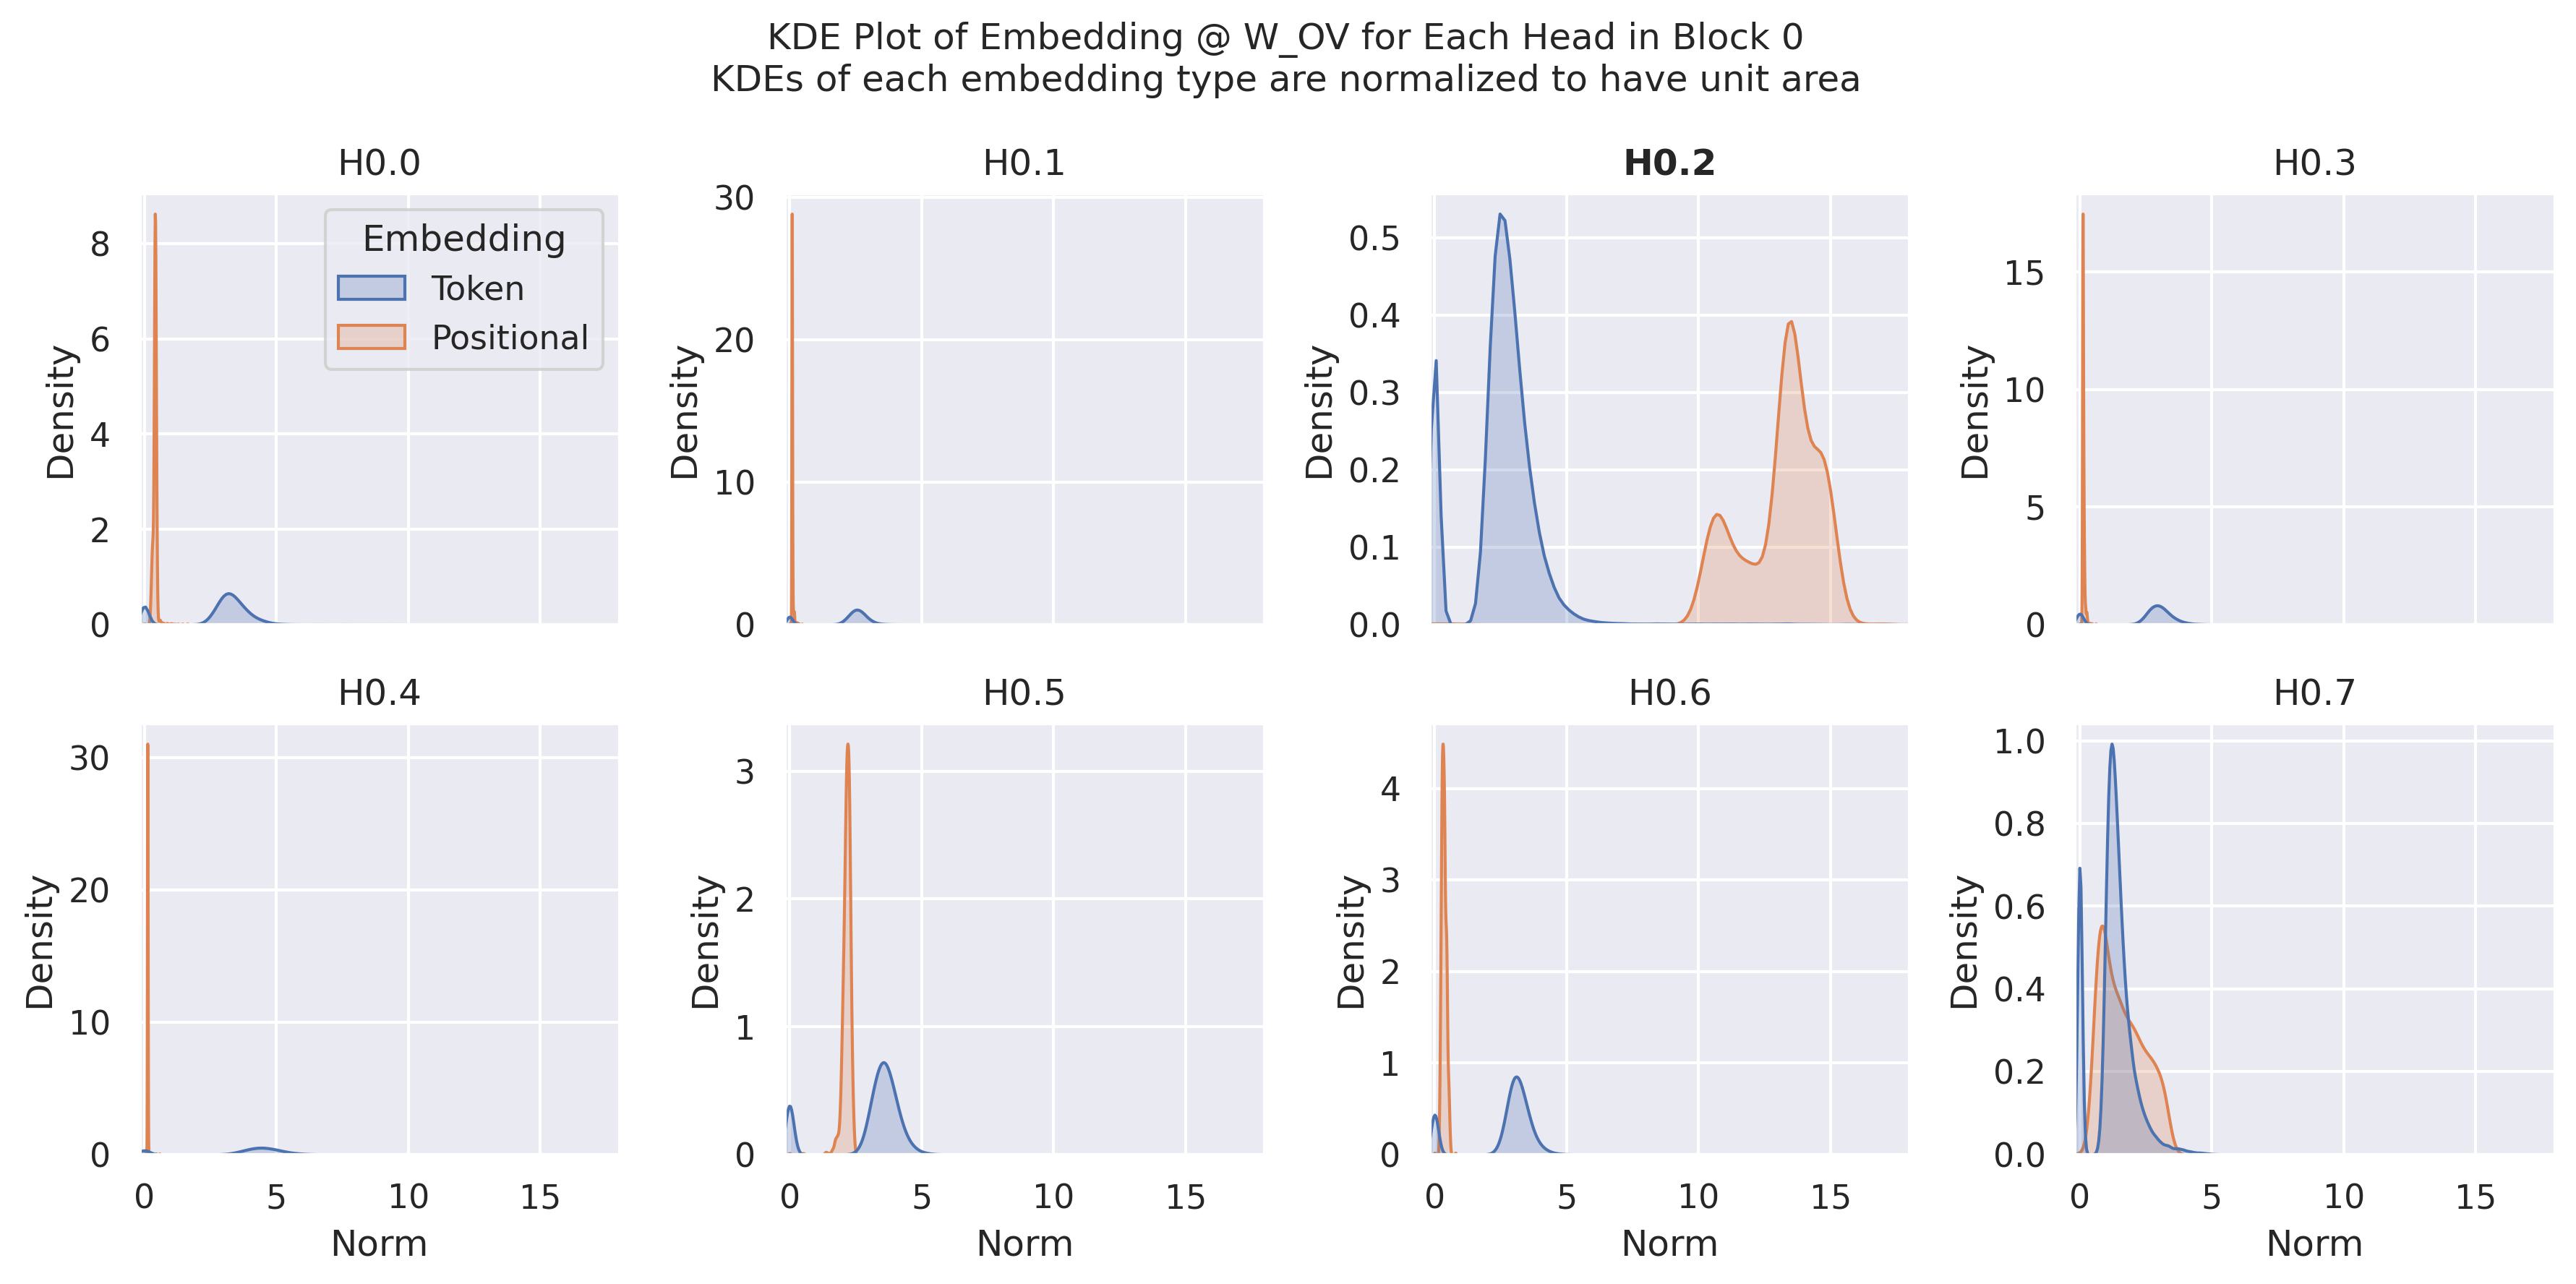 KDE Plot of Embedding @ W_OV for Each Head in Block 0
KDEs of each embedding type are normalized to have unit area
H0.0
H0.1
H0.2
H0.3
Density
8
6
4
2
0
Embedding
Token
Positional
Density
30
20
10
0
Density
0.5
0.4
0.3
0.2
0.1
0.0
Density
15
10
5
0
H0.4
H0.5
H0.6
H0.7
Density
30
20
10
0
0 5 10 15
Norm
Density
3
2
1
0
0 5 10 15
Norm
Density
4
3
2
1
0
0 5 10 15
Norm
Density
1.0
0.8
0.6
0.4
0.2
0.0
0 5 10 15
Norm